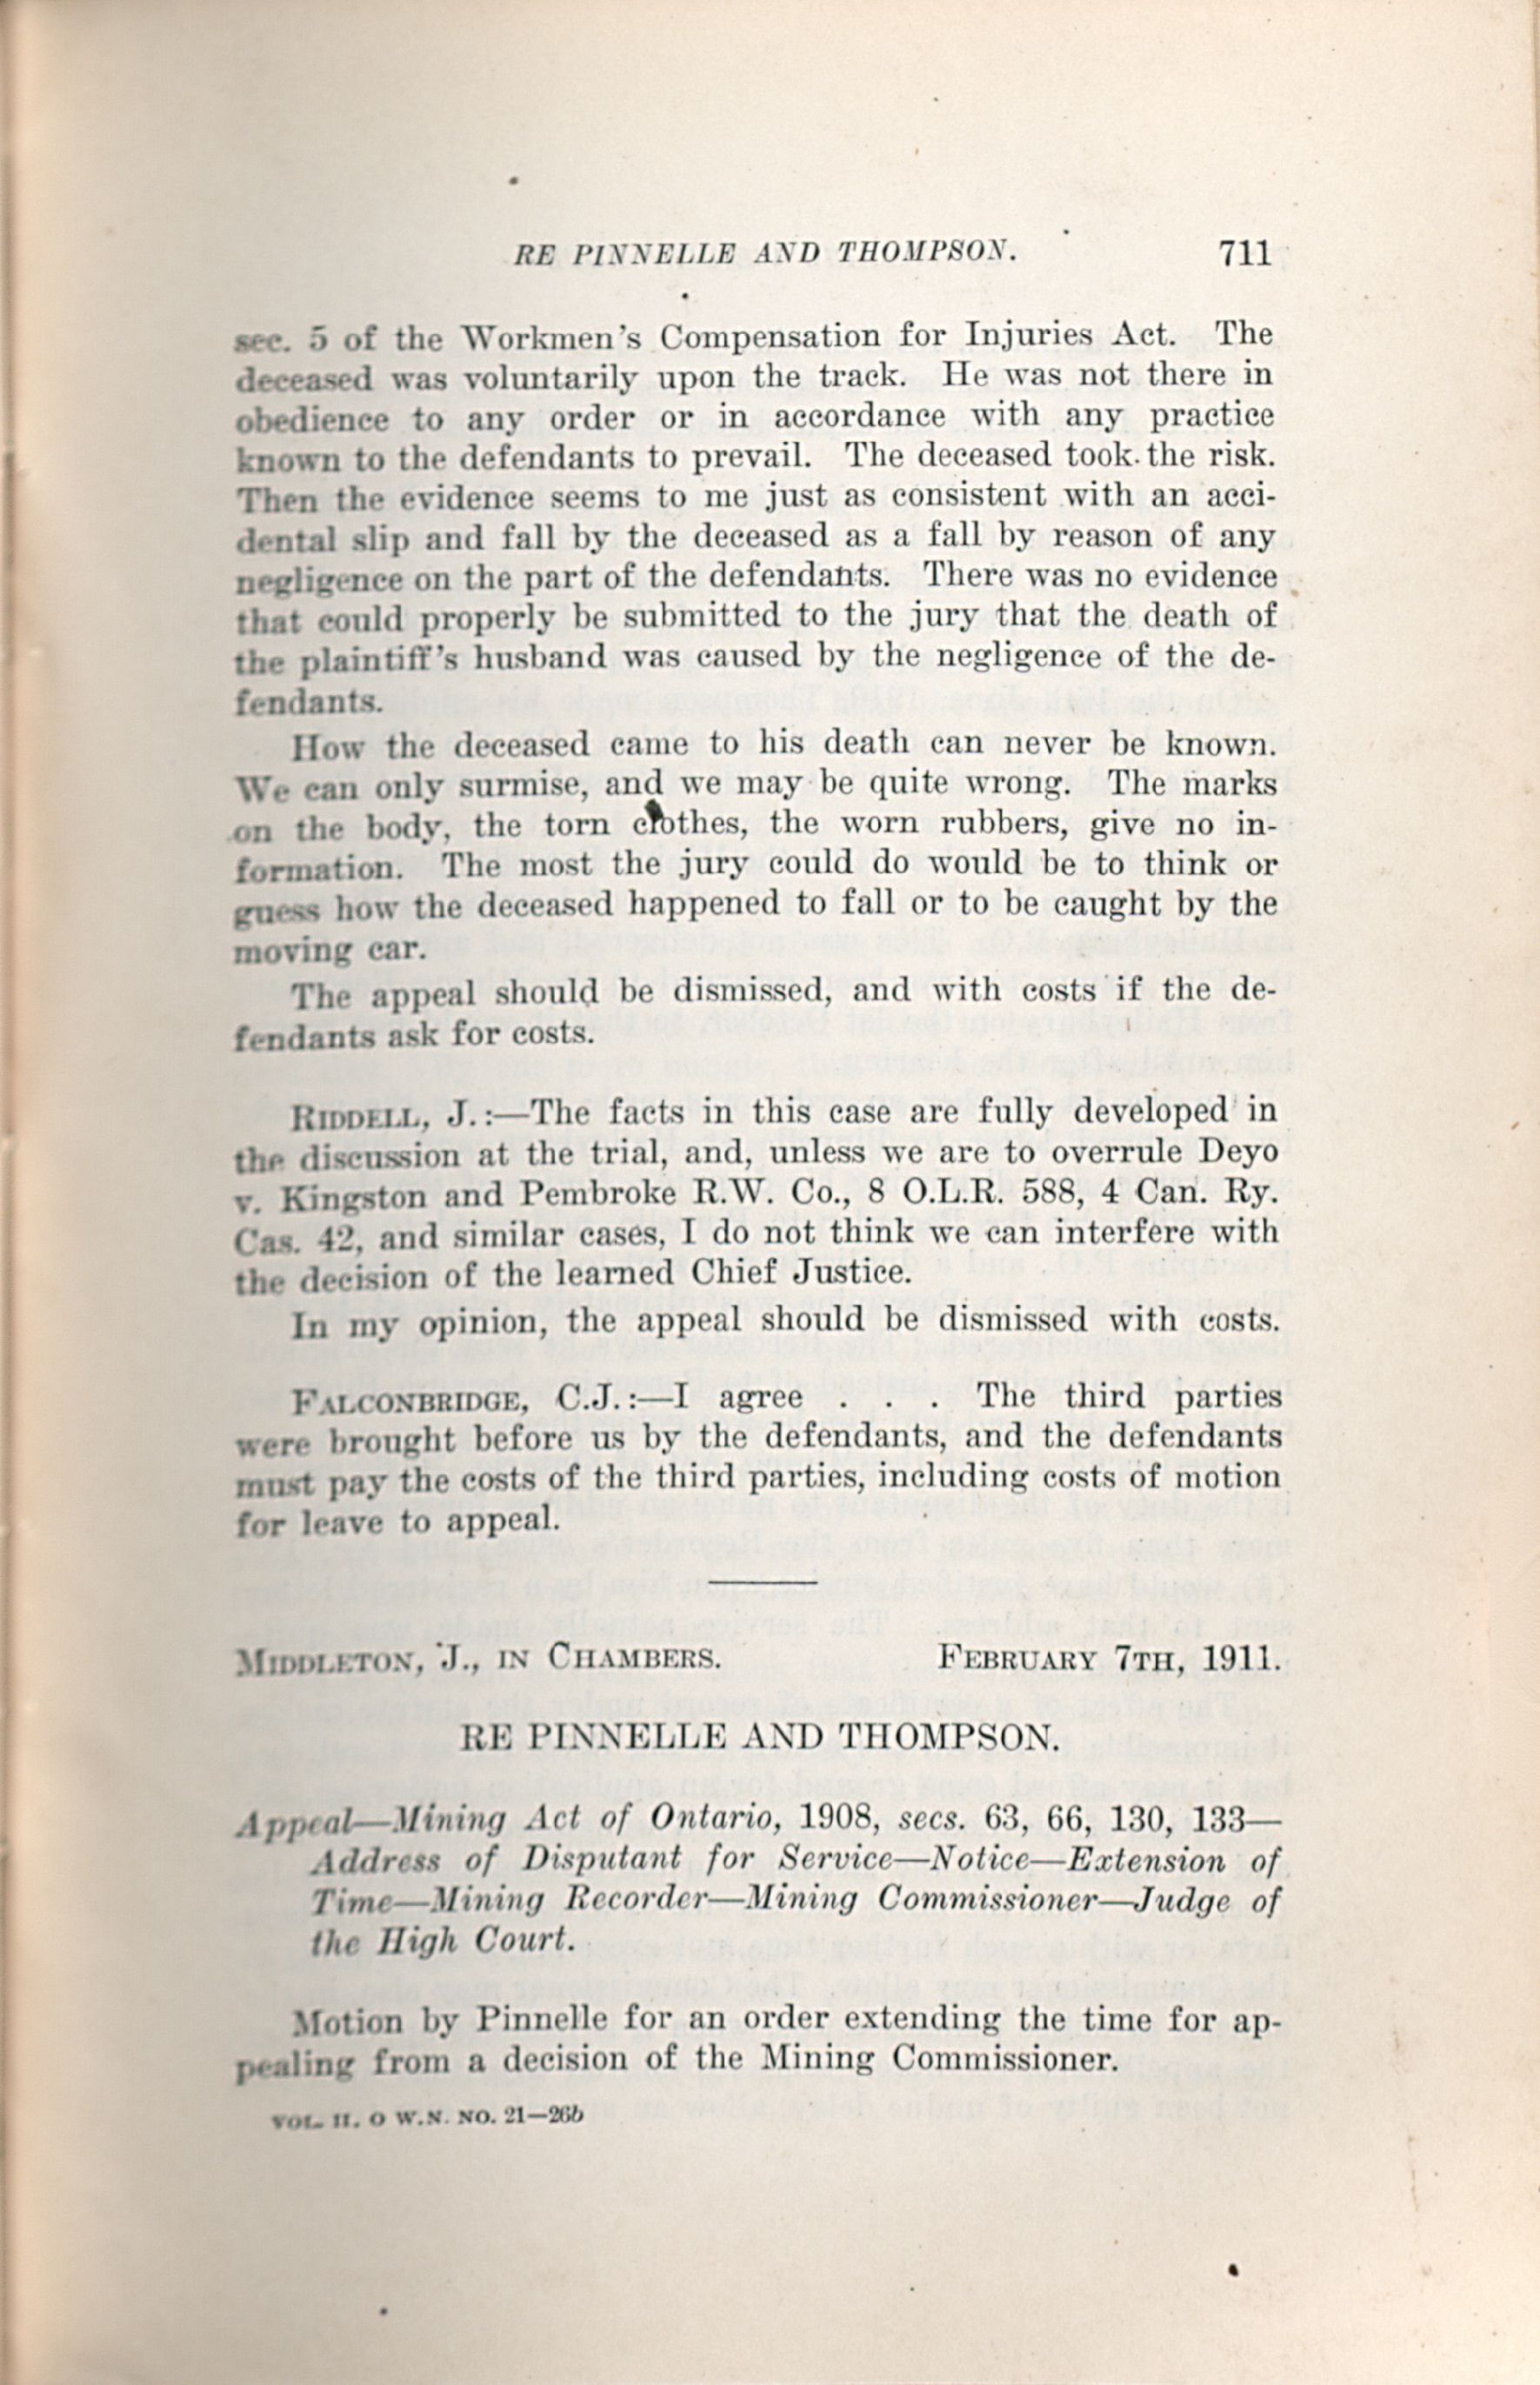 RE PINNELLE AND THOMPSON. 711
sec. 5 of the Workmen's Compensation for Injuries Act. The
deceased was voluntarily upon the track. He was not there in
obedience to any order or in accordance with any practice
known to the defendants to prevail. The deceased took the risk.
Then the evidence seems to me just as consistent with an acci-
dental slip and fall by the deceased as a fall by reason of any
negligence on the part of the defendants. There was no evidence
that could properly be submitted to the jury that the death of
the plaintiff's husband was caused by the negligence of the de-
fendants.
How the deceased came to his death can never be known.
We can only surmise, and we may be quite wrong. The marks
on the body, the torn clothes, the worn rubbers, give no in-
formation. The most the jury could do would be to think or
guess how the deceased happened to fall or to be caught by the
moving car.
The appeal should be dismissed, and with costs if the de-
fendants ask for costs.
RIDDELL, J.:—The facts in this case are fully developed in
the discussion at the trial, and, unless we are to overrule Deyo
v. Kingston and Pembroke R.W. Co., 8 O.L.R. 588, 4 Can. Ry.
Cas. 42, and similar cases, I do not think we can interfere with
the decision of the learned Chief Justice.
In my opinion, the appeal should be dismissed with costs.
FALCONBRIDGE, C.J.:—I agree . . . The third parties
were brought before us by the defendants, and the defendants
must pay the costs of the third parties, including costs of motion
for leave to appeal.
MIDDLETON, J., IN CHAMBERS. FEBRUARY 7TH, 1911.
RE PINNELLE AND THOMPSON.
Appeal—Mining Act of Ontario, 1908, secs. 63, 66, 130, 133—
Address of Disputant for Service—Notice—Extension of
Time—Mining Recorder—Mining Commissioner—Judge of
the High Court.
Motion by Pinnelle for an order extending the time for ap-
pealing from a decision of the Mining Commissioner.
VOL. II. O W.N. NO. 21—26b